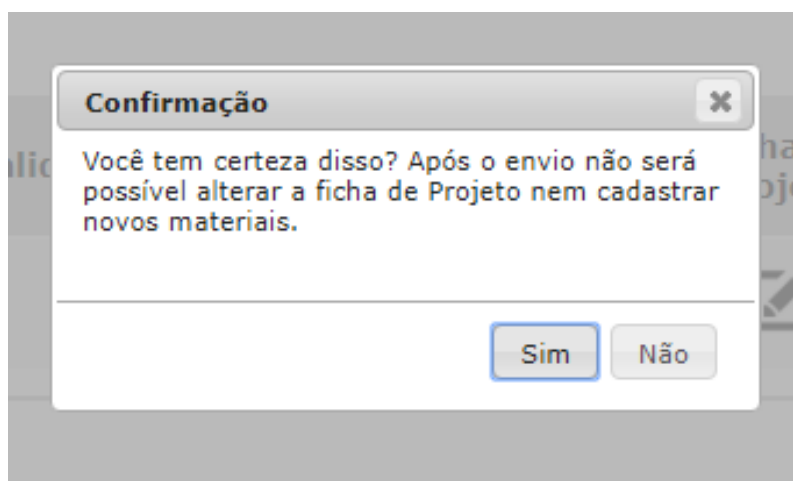 Confirmação
Você tem certeza disso? Após o envio não será
possível alterar a ficha de Projeto nem cadastrar
novos materiais.
Sim Não